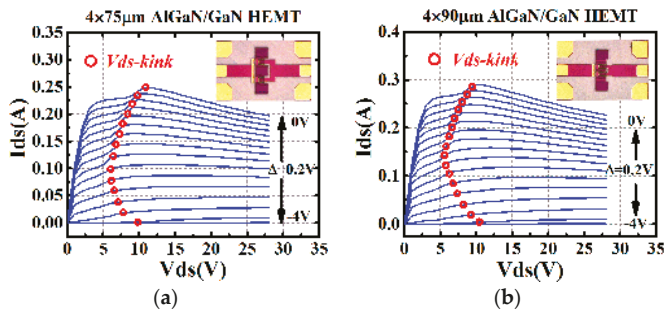 4×75μm AlGaN/GaN HEMT
Vds-kink
Ids(A)
0.35
0.30
0.25
0.20
0.15
0.10
0.05
0.00
0V
Δ=0.2V
-4V
0 5 10 15 20 25 30 35
Vds(V)
(a)
4×90μm AlGaN/GaN HEMT
Vds-kink
Ids(A)
0.4
0.3
0.2
0.1
0.0
0V
Δ=0.2V
-4V
0 5 10 15 20 25 30 35
Vds(V)
(b)